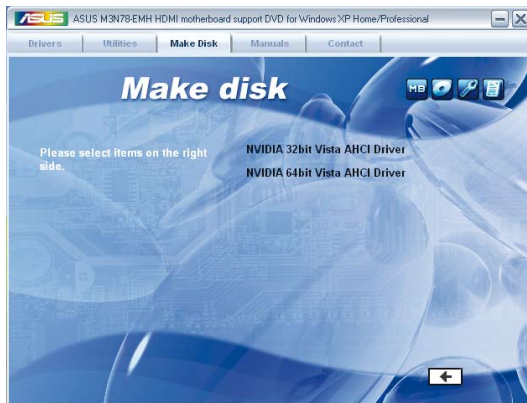 ASUS ASUS M3N78-EMH HDMI motherboard support DVD for Windows XP Home/Professional
Drivers Utilities Make Disk Manuals Contact
Make disk
MB
Please select items on the right
side.
NVIDIA 32bit Vista AHCI Driver
NVIDIA 64bit Vista AHCI Driver